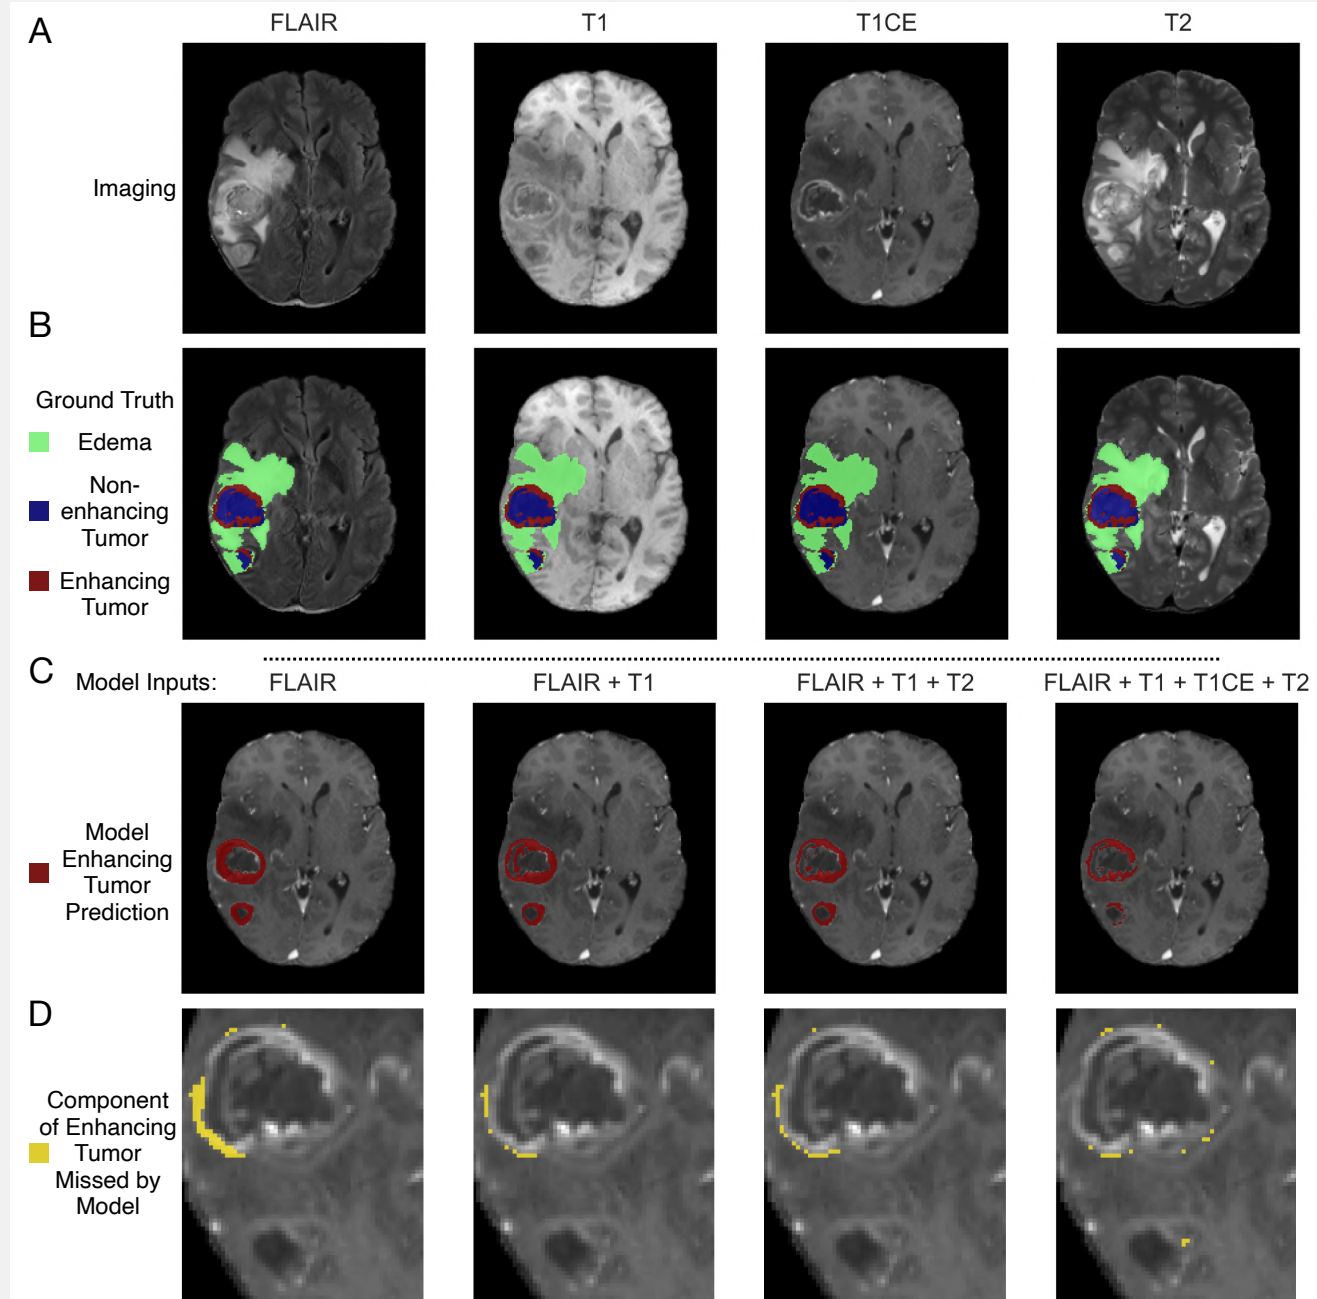 A
FLAIR
T1
T1CE
T2
Imaging
B
Ground Truth
Edema
Non-
enhancing
Tumor
Enhancing
Tumor
C
Model Inputs:
FLAIR
FLAIR + T1
FLAIR + T1 + T2
FLAIR + T1 + T1CE + T2
Model
Enhancing
Tumor
Prediction
D
Component
of Enhancing
Tumor
Missed by
Model